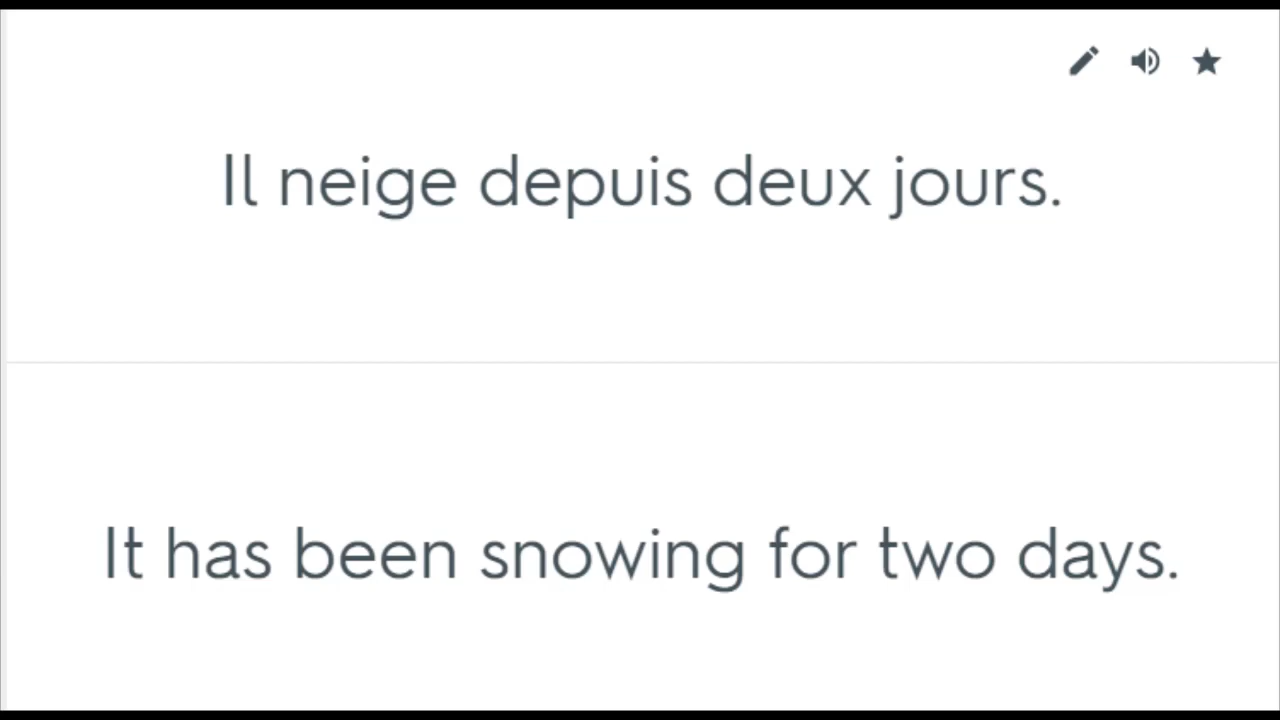 Il neige depuis deux jours.
It has been snowing for two days.